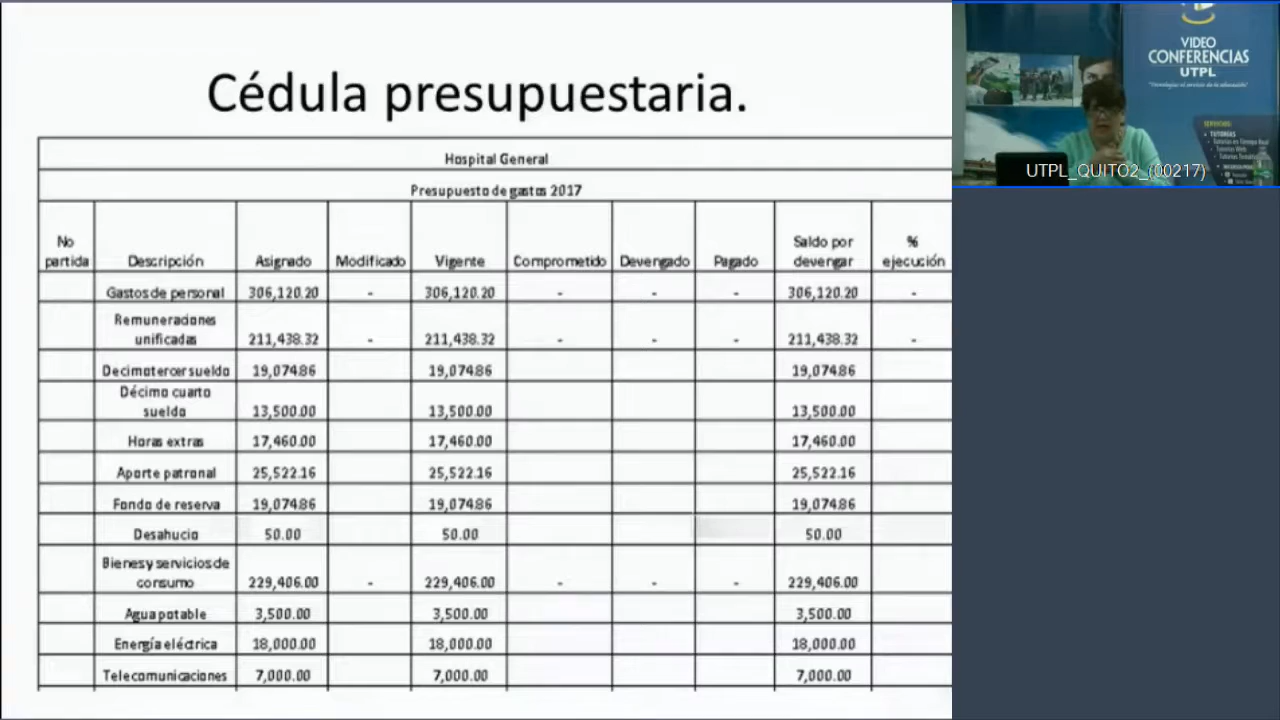 Cédula presupuestaria.
Hospital General
Presupuesto de gastos 2017
No partida Descripción Asignado Modificado Vigente Comprometido Devengado Pagado Saldo por devengar % ejecución
Gastos de personal 306,120.20 - 306,120.20 - - - 306,120.20 -
Remuneraciones unificadas 211,438.32 - 211,438.32 - - - 211,438.32 -
Decimotercer sueldo 19,074.86 19,074.86 19,074.86
Décimo cuarto sueldo 13,500.00 13,500.00 13,500.00
Horas extras 17,460.00 17,460.00 17,460.00
Aporte patronal 25,522.16 25,522.16 25,522.16
Fondo de reserva 19,074.86 19,074.86 19,074.86
Desahucio 50.00 50.00 50.00
Bienes y servicios de consumo 229,406.00 - 229,406.00 - - - 229,406.00
Agua potable 3,500.00 3,500.00 3,500.00
Energía eléctrica 18,000.00 18,000.00 18,000.00
Telecomunicaciones 7,000.00 7,000.00 7,000.00
VIDEO
CONFERENCIAS
UTPL
SERVICIOS:
TUTORÍAS
UTPL_QUITO2_(00217)